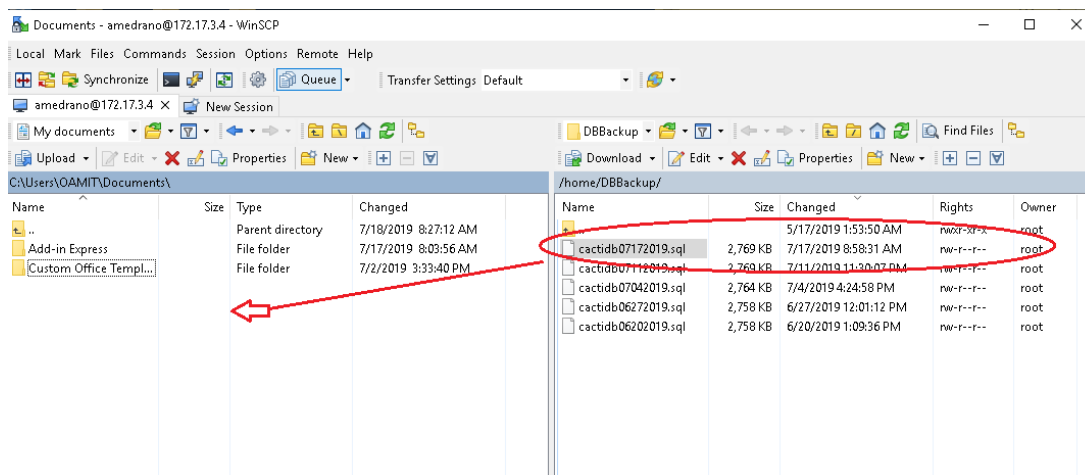 Documents - amedrano@172.17.3.4 - WinSCP
Local Mark Files Commands Session Options Remote Help
Synchronize Queue Transfer Settings Default
amedrano@172.17.3.4 New Session
My documents DBBackup Find Files
Upload Edit Properties New Download Edit Properties New
C:\Users\OAMIT\Documents\ /home/DBBackup/
Name Size Type Changed Name Size Changed Rights Owner
.. Parent directory 7/18/2019 8:27:12 AM .. 5/17/2019 1:53:50 AM rwxr-xr-x root
Add-in Express File folder 7/17/2019 8:03:56 AM cactidb07172019.sql 2,769 KB 7/17/2019 8:58:31 AM rw-r--r-- root
Custom Office Templ... File folder 7/2/2019 3:33:40 PM cactidb07112019.sql 2,769 KB 7/11/2019 11:30:07 PM rw-r--r-- root
cactidb07042019.sql 2,764 KB 7/4/2019 4:24:58 PM rw-r--r-- root
cactidb06272019.sql 2,758 KB 6/27/2019 12:01:12 PM rw-r--r-- root
cactidb06202019.sql 2,758 KB 6/20/2019 1:09:36 PM rw-r--r-- root